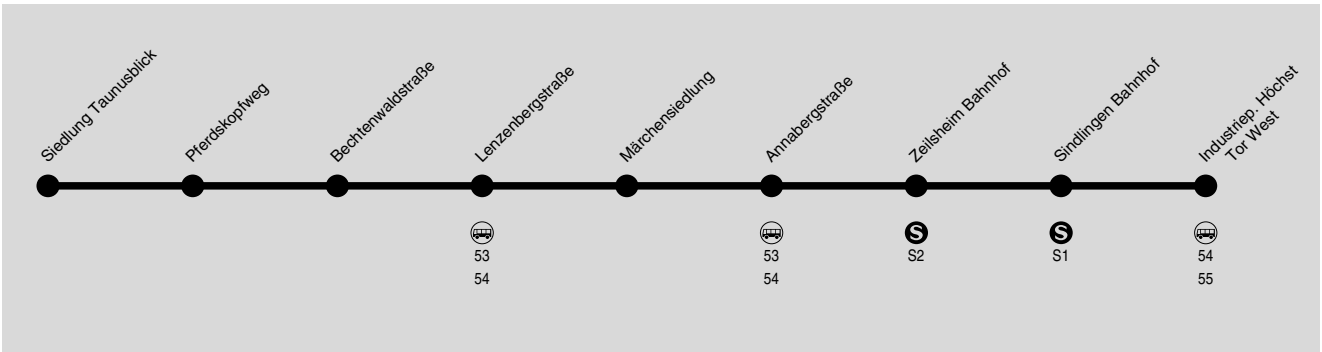 Siedlung Taunusblick
Pferdskopfweg
Bechtenwaldstraße
Lenzenbergstraße
Märchensiedlung
Annabergstraße
Zeilsheim Bahnhof
Sindlingen Bahnhof
Industriep. Höchst
Tor West
53
54
53
54
S
S2
S
S1
54
55